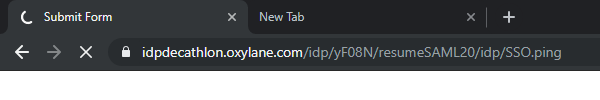 Submit Form
New Tab
idpdecathlon.oxylane.com/idp/yF08N/resumeSAML20/idp/SSO.ping